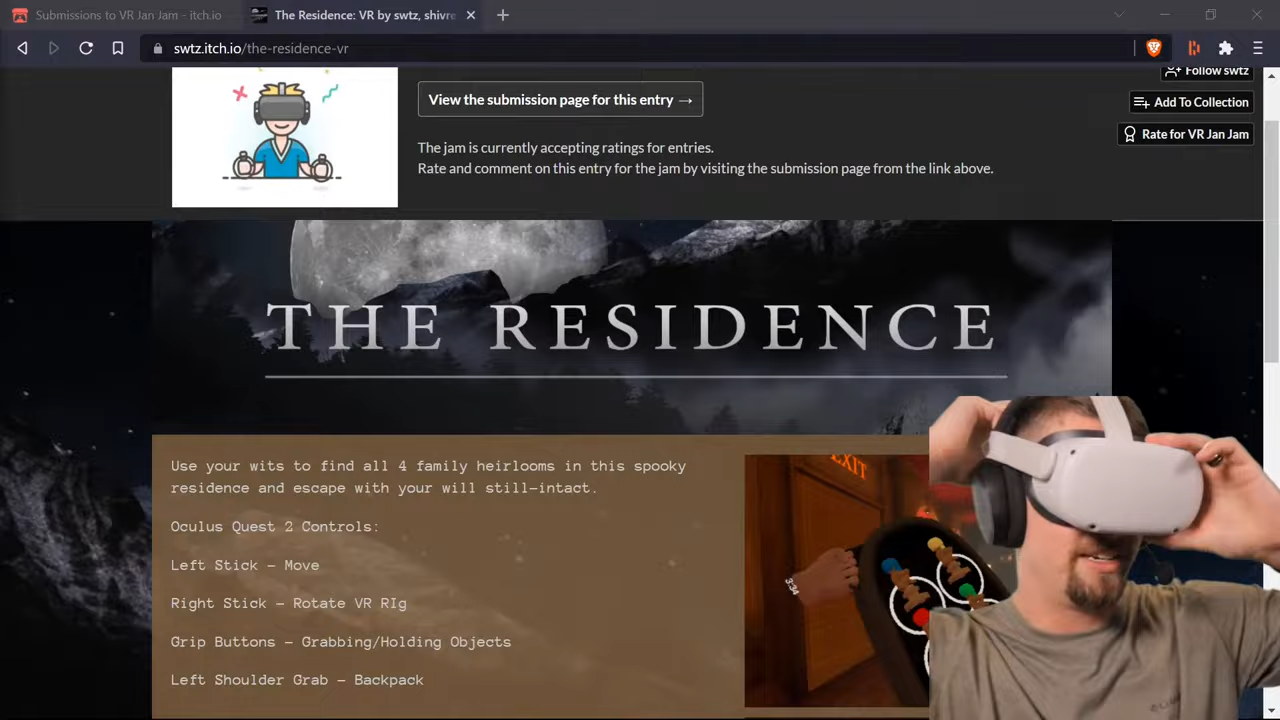 Submissions to VR Jan Jam - itch.io
The Residence: VR by swtz, shivre
swtz.itch.io/the-residence-vr
Follow swtz
View the submission page for this entry →
Add To Collection
Rate for VR Jan Jam
The jam is currently accepting ratings for entries.
Rate and comment on this entry for the jam by visiting the submission page from the link above.
THE RESIDENCE
Use your wits to find all 4 family heirlooms in this spooky
residence and escape with your will still-intact.
Oculus Quest 2 Controls:
Left Stick - Move
Right Stick - Rotate VR RIg
Grip Buttons - Grabbing/Holding Objects
Left Shoulder Grab - Backpack
EXIT
3:34